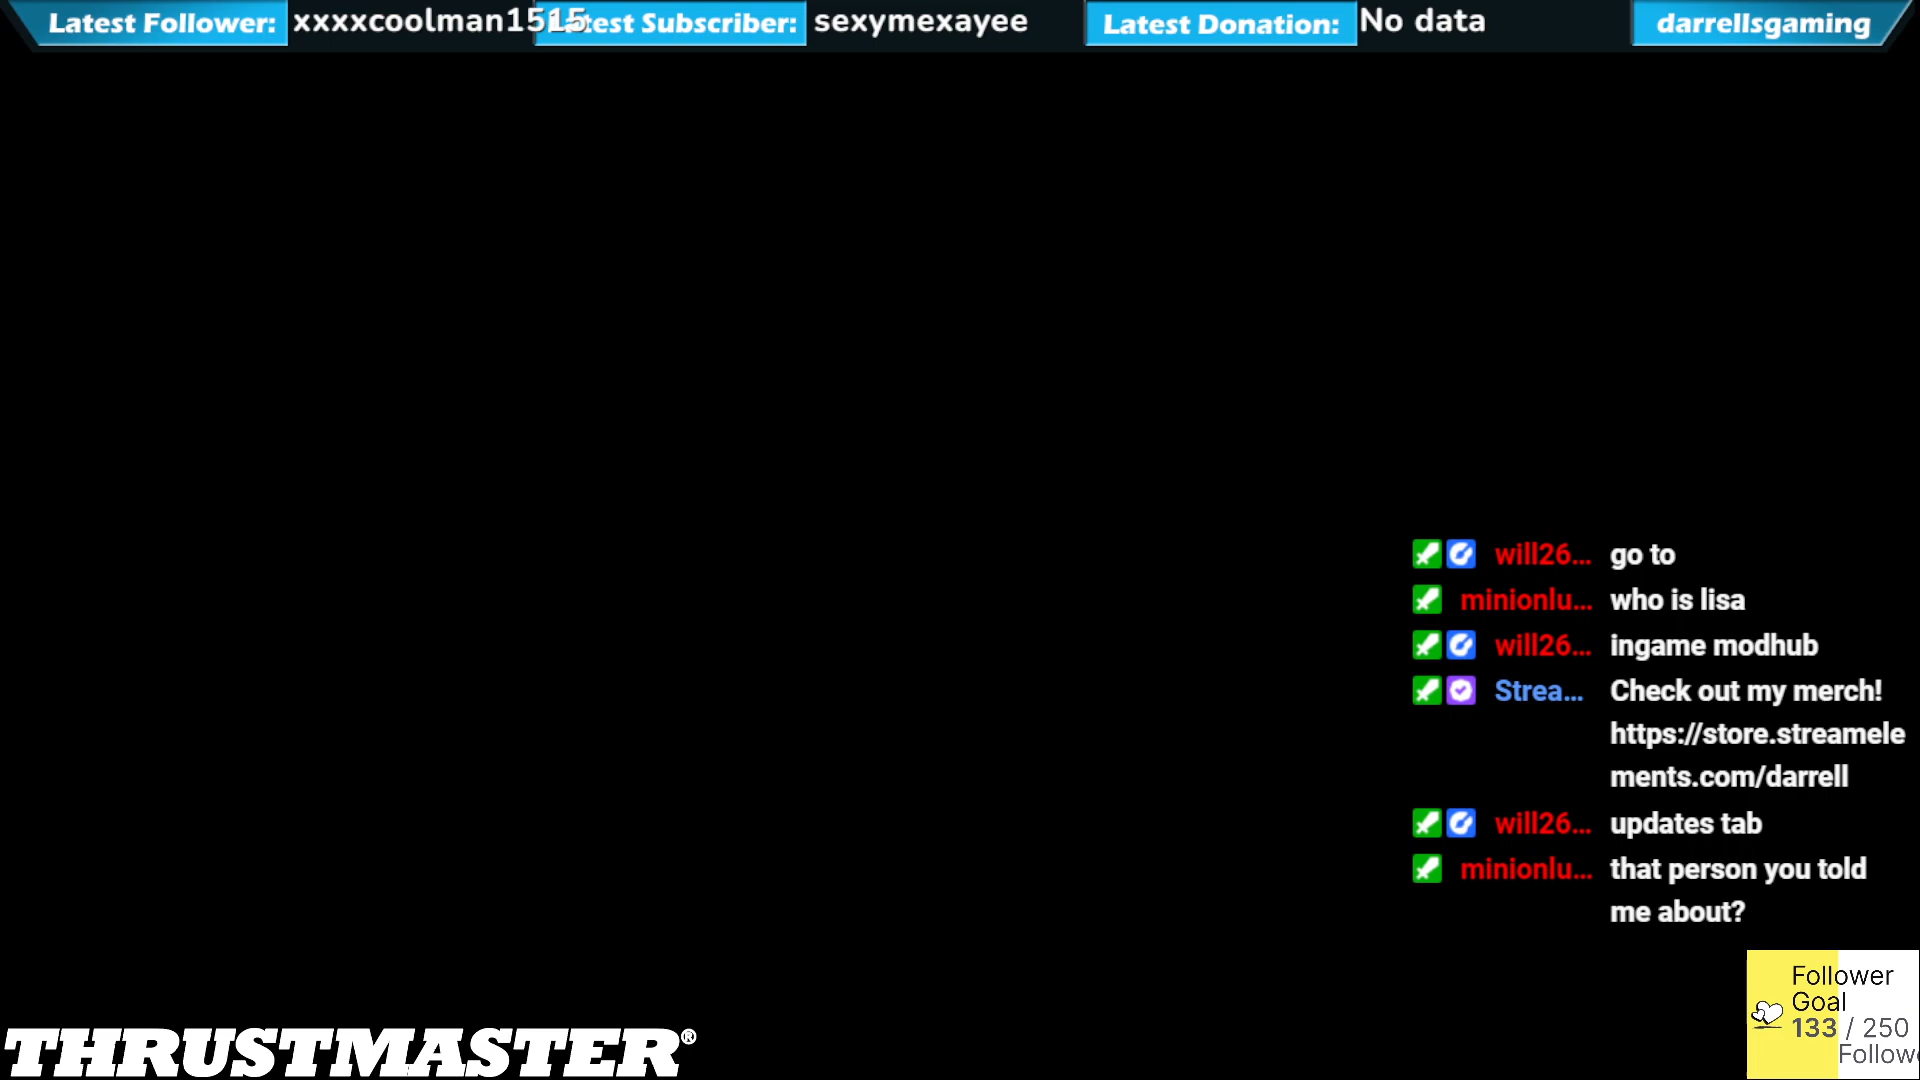 Latest Follower: xxxxcoolman1515 Latest Subscriber: sexymexayee Latest Donation: No data darrellsgaming
will26... go to
minionlu... who is lisa
will26... ingame modhub
Strea... Check out my merch!
https://store.streamele
ments.com/darrell
will26... updates tab
minionlu... that person you told
me about?
Follower
Goal
133 / 250
Follow
THRUSTMASTER®